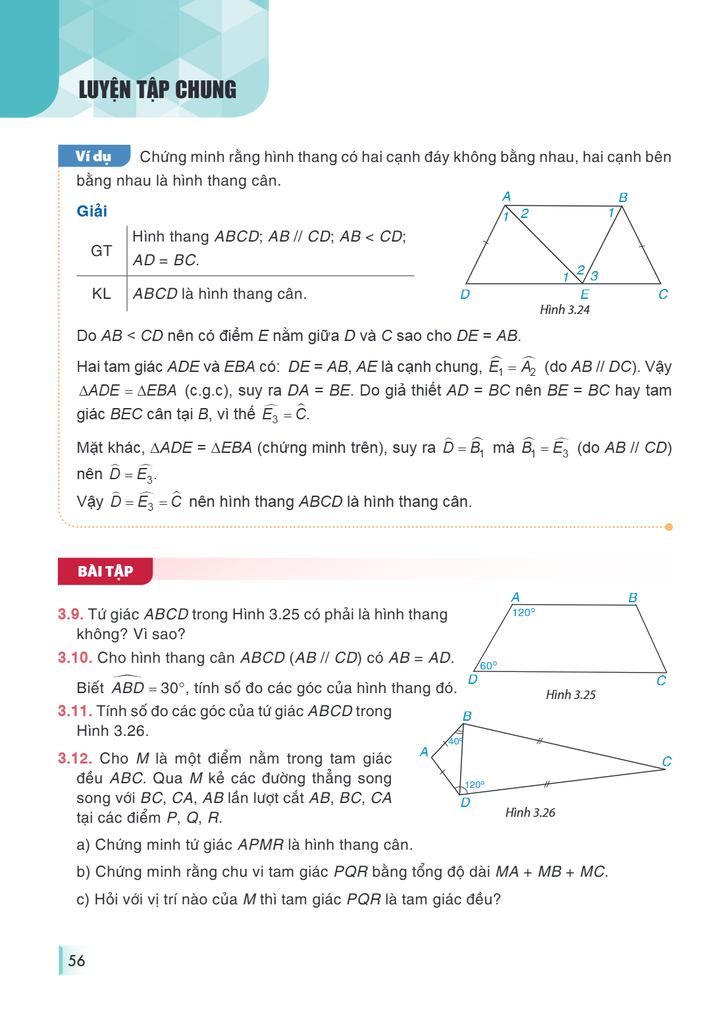 LUYỆN TẬP CHUNG
Ví dụ Chứng minh rằng hình thang có hai cạnh đáy không bằng nhau, hai cạnh bên
bằng nhau là hình thang cân.
Giải
GT Hình thang ABCD; AB // CD; AB < CD;
AD = BC.
KL ABCD là hình thang cân.
A B
1 2 1
1 2 3
D E C
Hình 3.24
Do AB < CD nên có điểm E nằm giữa D và C sao cho DE = AB.
Hai tam giác ADE và EBA có: DE = AB, AE là cạnh chung, Ê₁ = Â₂ (do AB // DC). Vậy
∆ADE = ∆EBA (c.g.c), suy ra DA = BE. Do giả thiết AD = BC nên BE = BC hay tam
giác BEC cân tại B, vì thế Ê₃ = Ĉ.
Mặt khác, ∆ADE = ∆EBA (chứng minh trên), suy ra D̂ = B̂₁ mà B̂₁ = Ê₃ (do AB // CD)
nên D̂ = Ê₃.
Vậy D̂ = Ê₃ = Ĉ nên hình thang ABCD là hình thang cân.
BÀI TẬP
3.9. Tứ giác ABCD trong Hình 3.25 có phải là hình thang
không? Vì sao?
A B
120°
60°
D C
Hình 3.25
3.10. Cho hình thang cân ABCD (AB // CD) có AB = AD.
Biết ABD = 30°, tính số đo các góc của hình thang đó.
3.11. Tính số đo các góc của tứ giác ABCD trong
Hình 3.26.
B
A 40°
C
120°
D
Hình 3.26
3.12. Cho M là một điểm nằm trong tam giác
đều ABC. Qua M kẻ các đường thẳng song
song với BC, CA, AB lần lượt cắt AB, BC, CA
tại các điểm P, Q, R.
a) Chứng minh tứ giác APMR là hình thang cân.
b) Chứng minh rằng chu vi tam giác PQR bằng tổng độ dài MA + MB + MC.
c) Hỏi với vị trí nào của M thì tam giác PQR là tam giác đều?
56